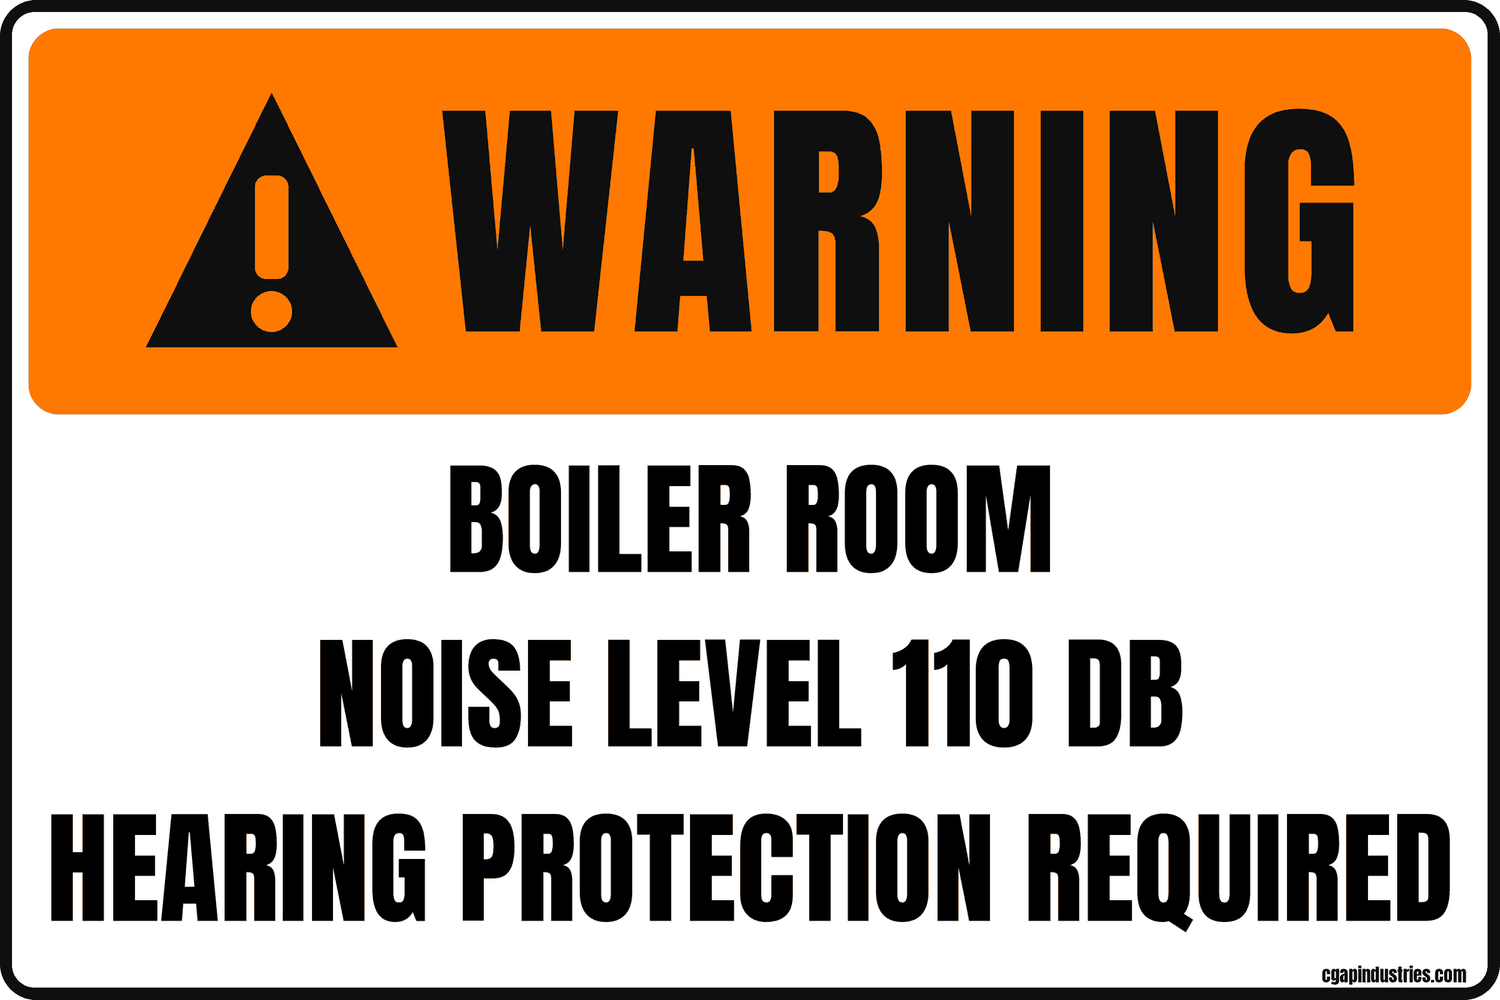 WARNING
BOILER ROOM
NOISE LEVEL 110 DB
HEARING PROTECTION REQUIRED
cgapindustries.com